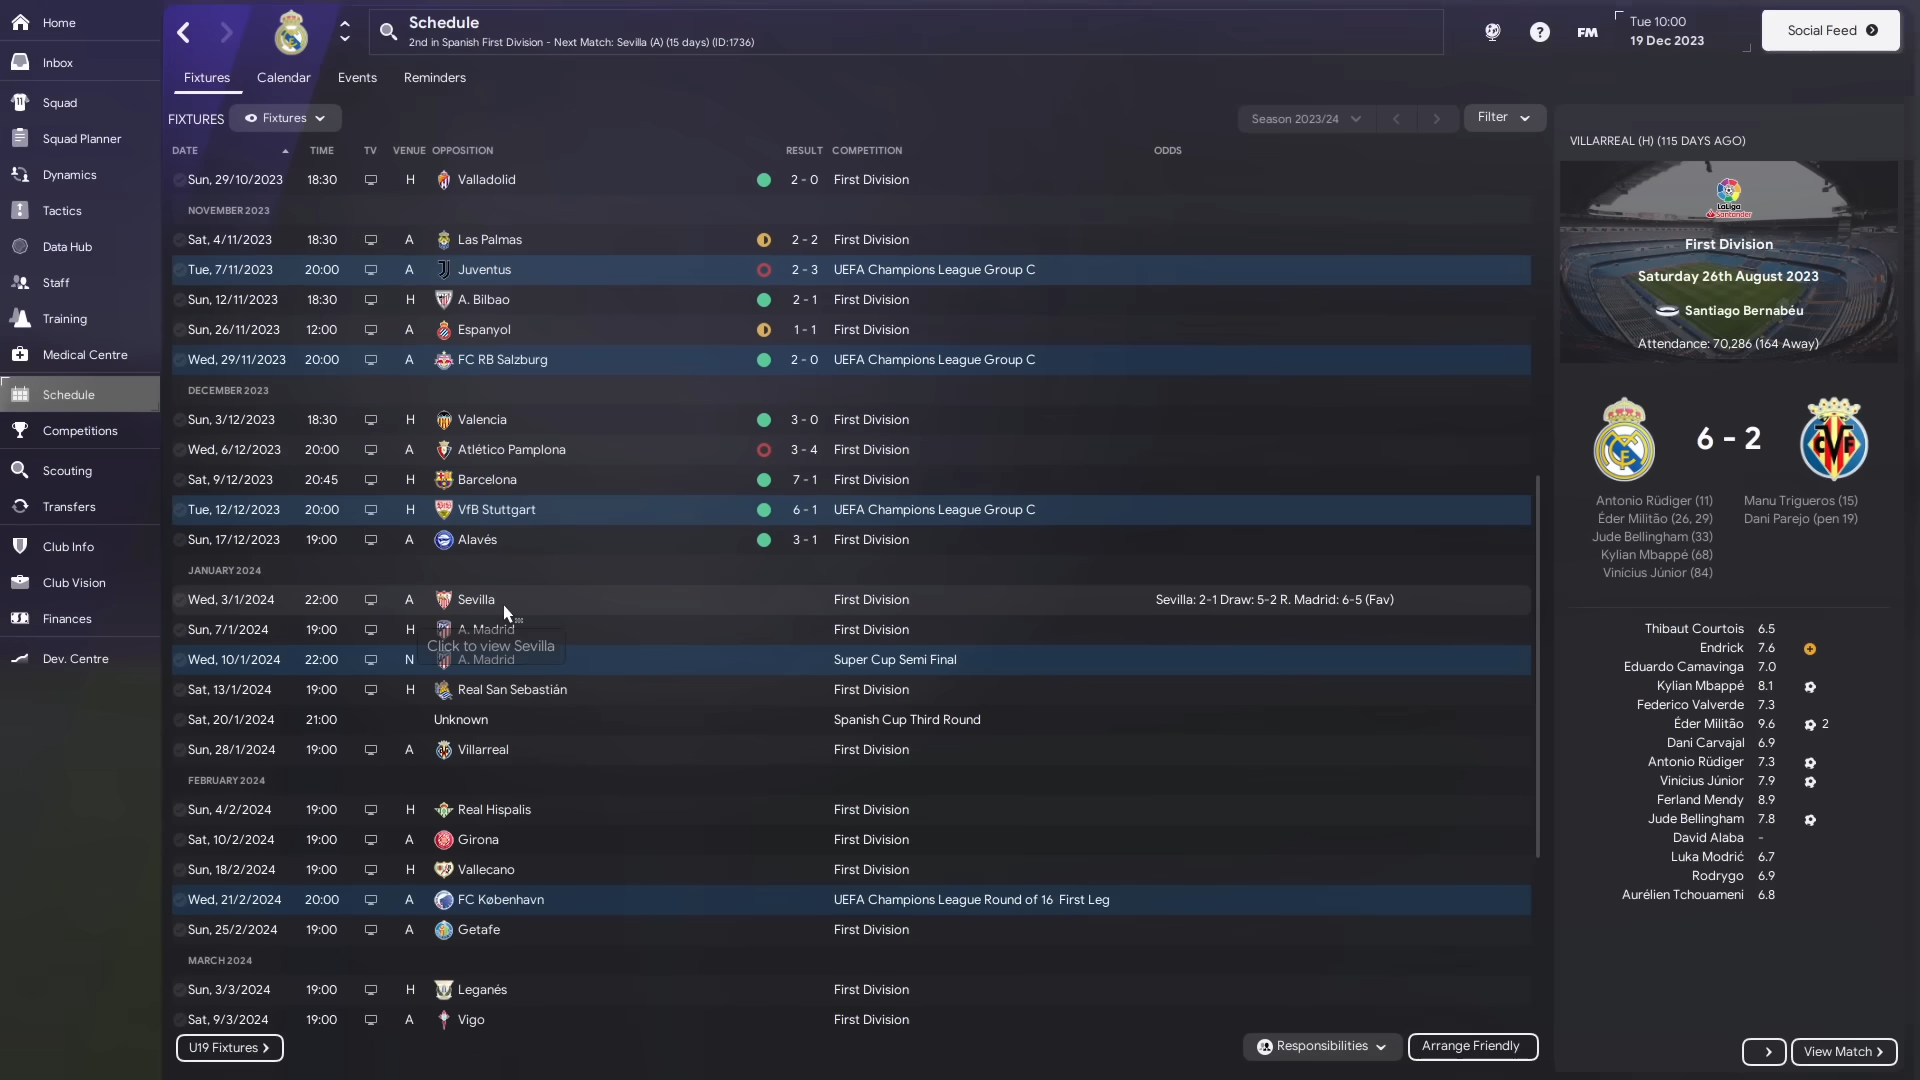 Home
Inbox
Squad
Squad Planner
Dynamics
Tactics
Data Hub
Staff
Training
Medical Centre
Schedule
Competitions
Scouting
Transfers
Club Info
Club Vision
Finances
Dev. Centre
Schedule
2nd in Spanish First Division - Next Match: Sevilla (A) (15 days) (ID:1736)
? FM
Tue 10:00
19 Dec 2023
Social Feed
Fixtures Calendar Events Reminders
FIXTURES Fixtures Season 2023/24 Filter
DATE TIME TV VENUE OPPOSITION RESULT COMPETITION ODDS
Sun, 29/10/2023 18:30 H Valladolid 2 - 0 First Division
NOVEMBER 2023
Sat, 4/11/2023 18:30 A Las Palmas 2 - 2 First Division
Tue, 7/11/2023 20:00 A Juventus 2 - 3 UEFA Champions League Group C
Sun, 12/11/2023 18:30 H A. Bilbao 2 - 1 First Division
Sun, 26/11/2023 12:00 A Espanyol 1 - 1 First Division
Wed, 29/11/2023 20:00 A FC RB Salzburg 2 - 0 UEFA Champions League Group C
DECEMBER 2023
Sun, 3/12/2023 18:30 H Valencia 3 - 0 First Division
Wed, 6/12/2023 20:00 A Atlético Pamplona 3 - 4 First Division
Sat, 9/12/2023 20:45 H Barcelona 7 - 1 First Division
Tue, 12/12/2023 20:00 H VfB Stuttgart 6 - 1 UEFA Champions League Group C
Sun, 17/12/2023 19:00 A Alavés 3 - 1 First Division
JANUARY 2024
Wed, 3/1/2024 22:00 A Sevilla First Division Sevilla: 2-1 Draw: 5-2 R. Madrid: 6-5 (Fav)
Sun, 7/1/2024 19:00 H A. Madrid First Division
Click to view Sevilla
Wed, 10/1/2024 22:00 N A. Madrid Super Cup Semi Final
Sat, 13/1/2024 19:00 H Real San Sebastián First Division
Sat, 20/1/2024 21:00 Unknown Spanish Cup Third Round
Sun, 28/1/2024 19:00 A Villarreal First Division
FEBRUARY 2024
Sun, 4/2/2024 19:00 H Real Hispalis First Division
Sat, 10/2/2024 19:00 A Girona First Division
Sun, 18/2/2024 19:00 H Vallecano First Division
Wed, 21/2/2024 20:00 A FC København UEFA Champions League Round of 16 First Leg
Sun, 25/2/2024 19:00 A Getafe First Division
MARCH 2024
Sun, 3/3/2024 19:00 H Leganés First Division
Sat, 9/3/2024 19:00 A Vigo First Division
U19 Fixtures
Responsibilities
Arrange Friendly
VILLARREAL (H) (115 DAYS AGO)
LaLiga
Santander
First Division
Saturday 26th August 2023
Santiago Bernabéu
Attendance: 70,286 (164 Away)
6 - 2
Antonio Rüdiger (11) Manu Trigueros (15)
Éder Militão (26, 29) Dani Parejo (pen 19)
Jude Bellingham (33)
Kylian Mbappé (68)
Vinícius Júnior (84)
Thibaut Courtois 6.5
Endrick 7.6
Eduardo Camavinga 7.0
Kylian Mbappé 8.1
Federico Valverde 7.3
Éder Militão 9.6 2
Dani Carvajal 6.9
Antonio Rüdiger 7.3
Vinícius Júnior 7.9
Ferland Mendy 8.9
Jude Bellingham 7.8
David Alaba -
Luka Modrić 6.7
Rodrygo 6.9
Aurélien Tchouameni 6.8
View Match